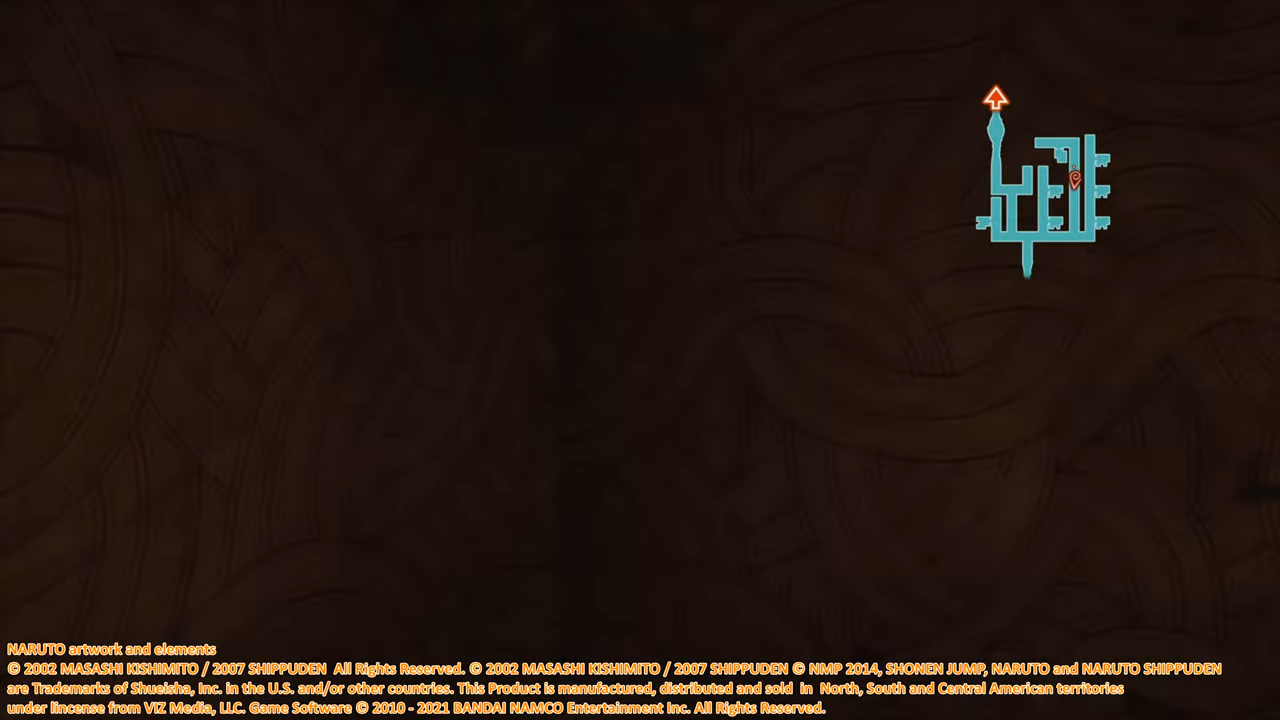 NARUTO artwork and elements
© 2002 MASASHI KISHIMITO / 2007 SHIPPUDEN All Rights Reserved. © 2002 MASASHI KISHIMITO / 2007 SHIPPUDEN © NMP 2014, SHONEN JUMP, NARUTO and NARUTO SHIPPUDEN
are Trademarks of Shueisha, Inc. in the U.S. and/or other countries. This Product is manufactured, distributed and sold in North, South and Central American territories
under lincense from VIZ Media, LLC. Game Software © 2010 - 2021 BANDAI NAMCO Entertainment Inc. All Rights Reserved.